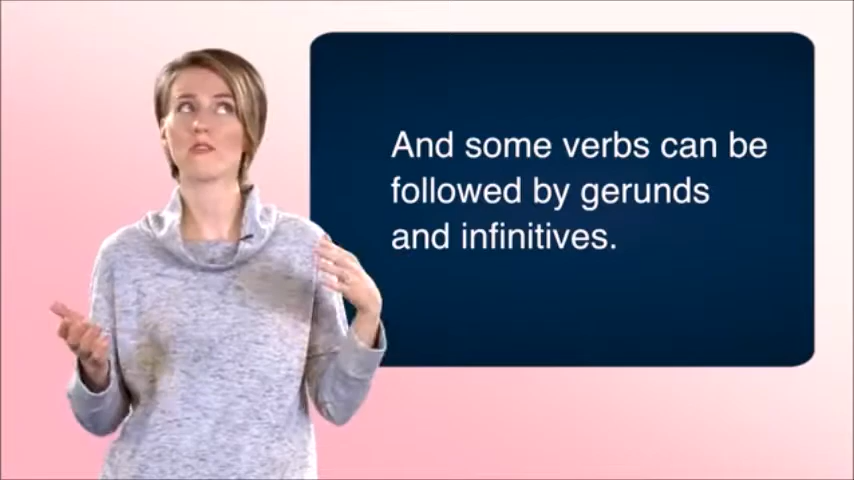 And some verbs can be
followed by gerunds
and infinitives.